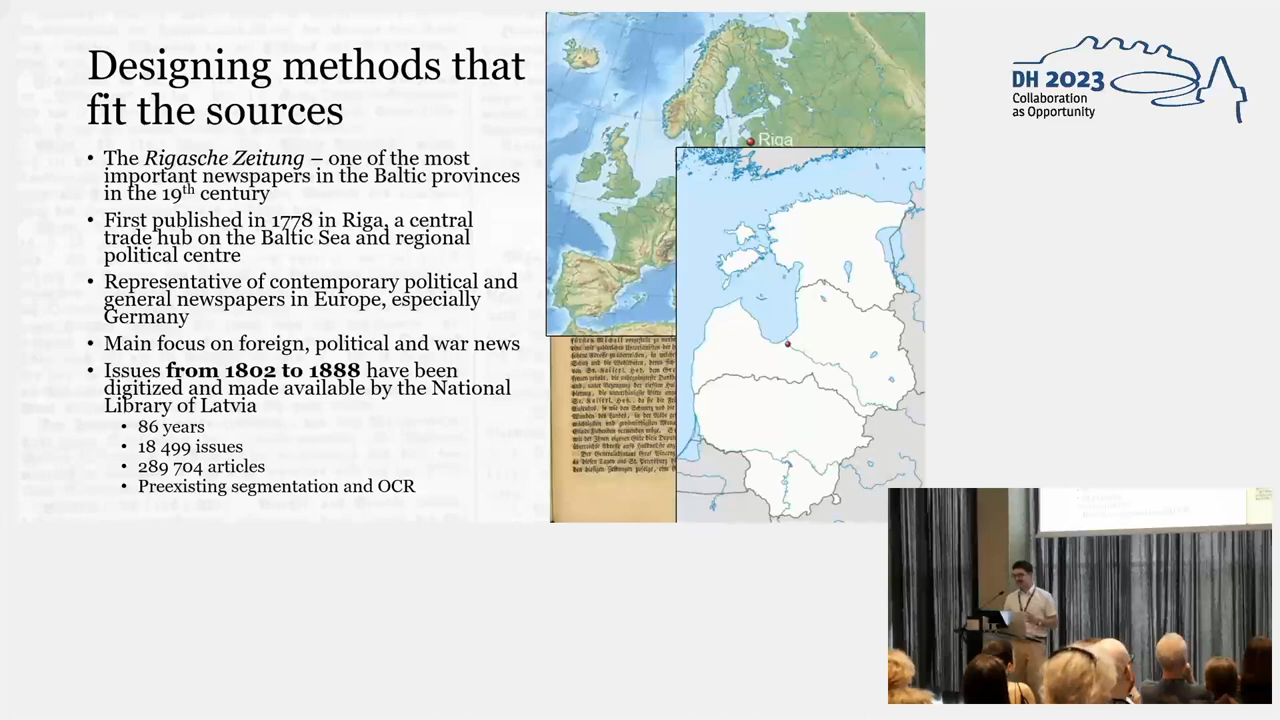 Designing methods that
fit the sources
• The Rigasche Zeitung – one of the most
important newspapers in the Baltic provinces
in the 19th century
• First published in 1778 in Riga, a central
trade hub on the Baltic Sea and regional
political centre
• Representative of contemporary political and
general newspapers in Europe, especially
Germany
• Main focus on foreign, political and war news
• Issues from 1802 to 1888 have been
digitized and made available by the National
Library of Latvia
• 86 years
• 18 499 issues
• 289 704 articles
• Preexisting segmentation and OCR
Riga
DH 2023
Collaboration
as Opportunity